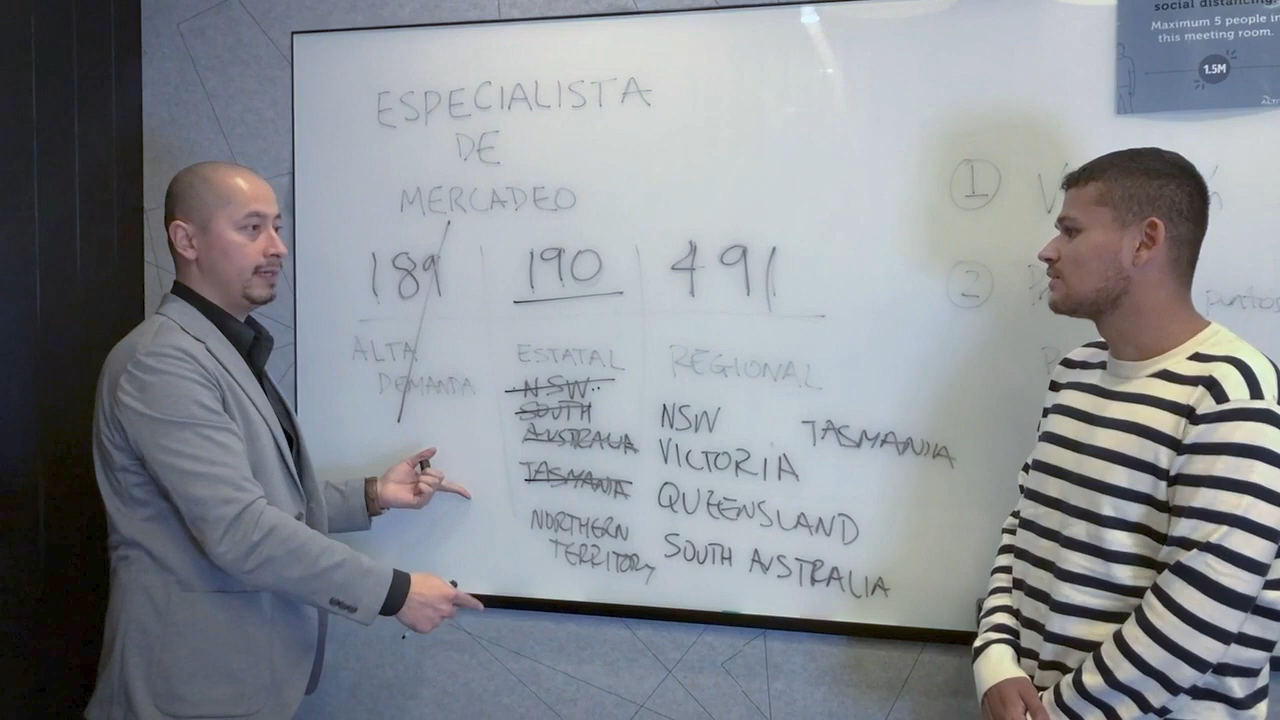 social distancing.
Maximum 5 people in
this meeting room.
1.5M
ESPECIALISTA
DE
MERCADEO
189
190
491
ALTA
DEMANDA
ESTATAL
NSW
SOUTH
AUSTRALIA
TASMANIA
NORTHERN
TERRITORY
REGIONAL
NSW
VICTORIA
QUEENSLAND
SOUTH AUSTRALIA
TASMANIA
1
2
puntos